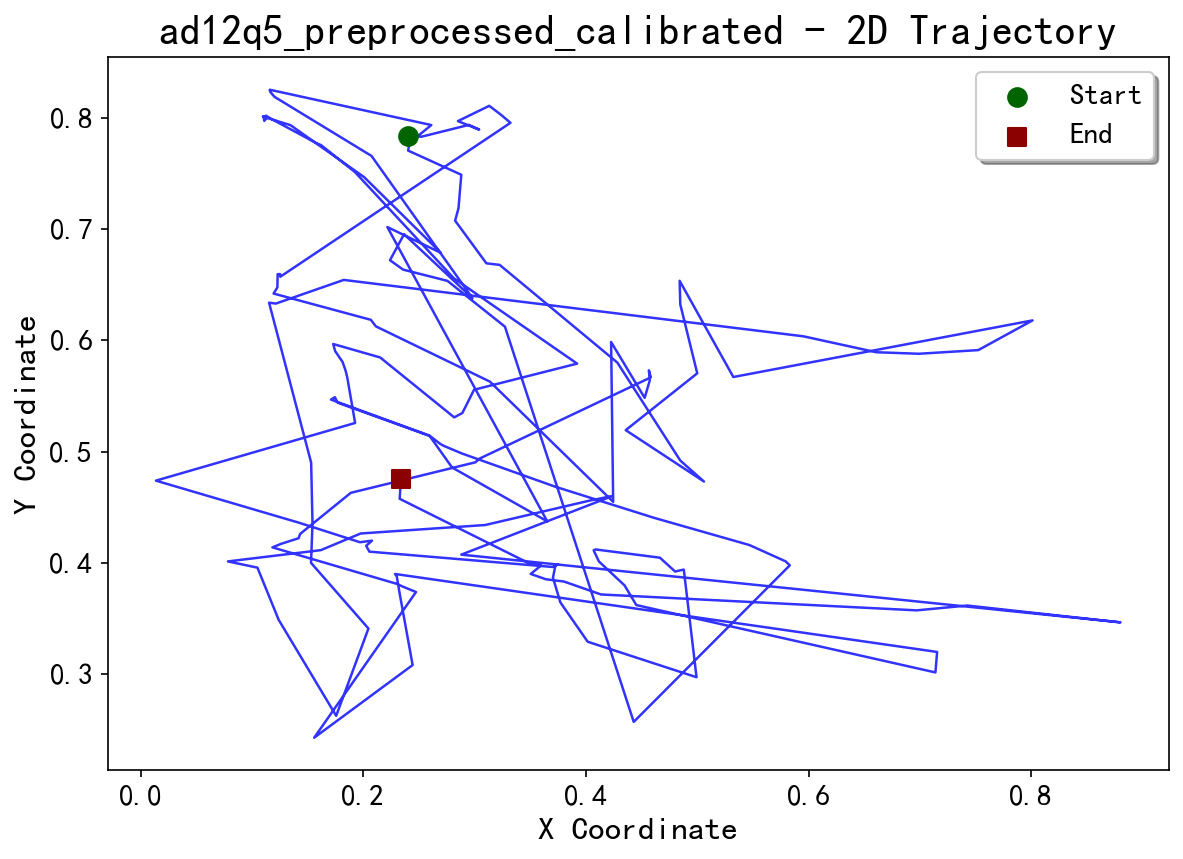 ad12q5_preprocessed_calibrated - 2D Trajectory
Start
End
0.8
0.7
0.6
0.5
0.4
0.3
Y Coordinate
0.0 0.2 0.4 0.6 0.8
X Coordinate